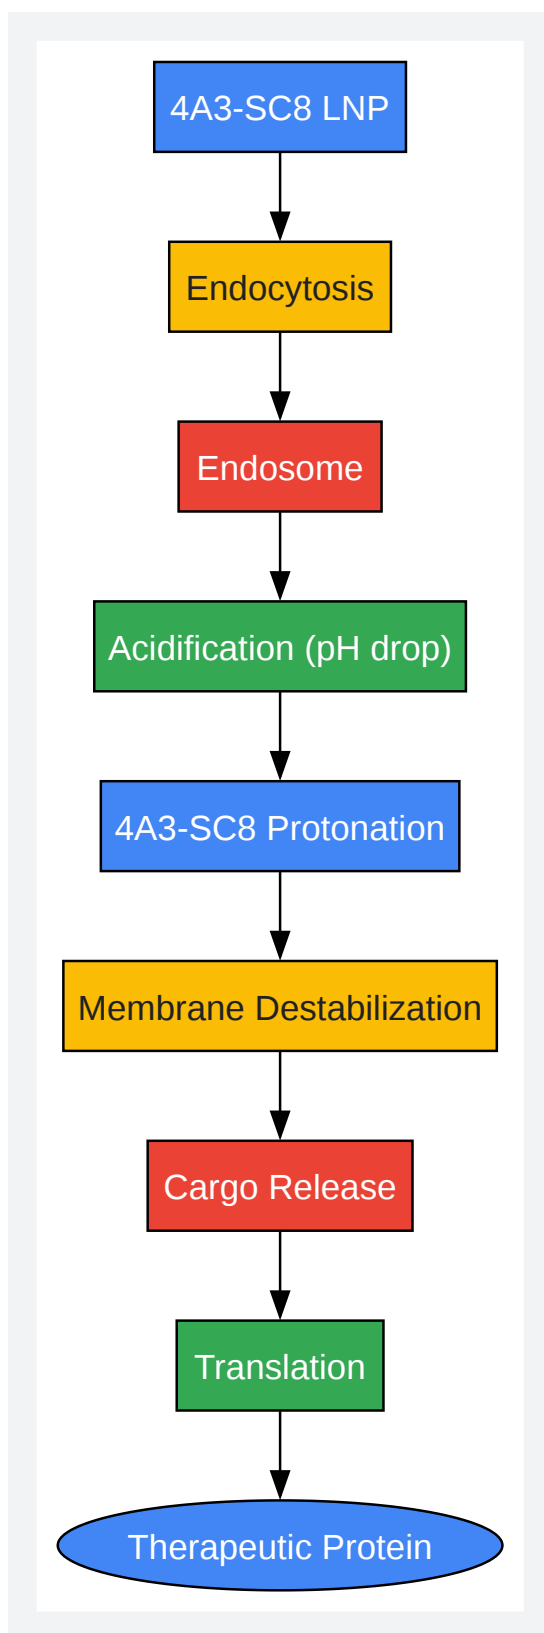 4A3-SC8 LNP
Endocytosis
Endosome
Acidification (pH drop)
4A3-SC8 Protonation
Membrane Destabilization
Cargo Release
Translation
Therapeutic Protein